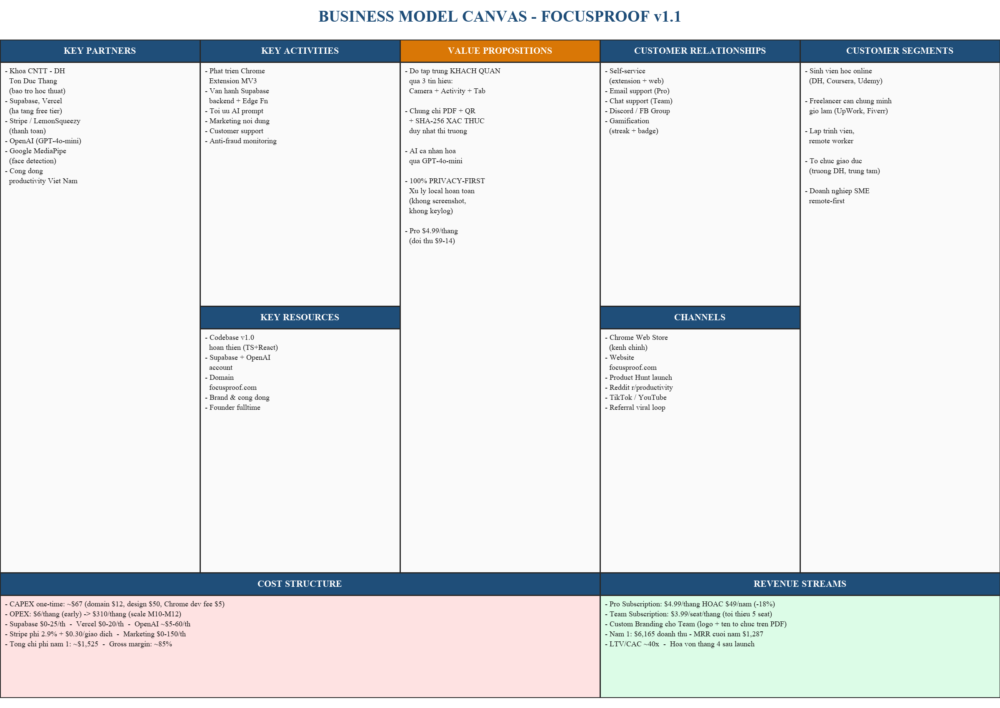 BUSINESS MODEL CANVAS - FOCUSPROOF v1.1
KEY PARTNERS
- Khoa CNTT - DH
Ton Duc Thang
(bao tro hoc thuat)
- Supabase, Vercel
(ha tang free tier)
- Stripe / LemonSqueezy
(thanh toan)
- OpenAI (GPT-4o-mini)
- Google MediaPipe
(face detection)
- Cong dong
productivity Viet Nam
KEY ACTIVITIES
- Phat trien Chrome
Extension MV3
- Van hanh Supabase
backend + Edge Fn
- Toi uu AI prompt
- Marketing noi dung
- Customer support
- Anti-fraud monitoring
KEY RESOURCES
- Codebase v1.0
hoan thien (TS+React)
- Supabase + OpenAI
account
- Domain
focusproof.com
- Brand & cong dong
- Founder fulltime
VALUE PROPOSITIONS
- Do tap trung KHACH QUAN
qua 3 tin hieu:
Camera + Activity + Tab
- Chung chi PDF + QR
+ SHA-256 XAC THUC
duy nhat thi truong
- AI ca nhan hoa
qua GPT-4o-mini
- 100% PRIVACY-FIRST
Xu ly local hoan toan
(khong screenshot,
khong keylog)
- Pro $4.99/thang
(doi thu $9-14)
CUSTOMER RELATIONSHIPS
- Self-service
(extension + web)
- Email support (Pro)
- Chat support (Team)
- Discord / FB Group
- Gamification
(streak + badge)
CHANNELS
- Chrome Web Store
(kenh chinh)
- Website
focusproof.com
- Product Hunt launch
- Reddit r/productivity
- TikTok / YouTube
- Referral viral loop
CUSTOMER SEGMENTS
- Sinh vien hoc online
(DH, Coursera, Udemy)
- Freelancer can chung minh
gio lam (UpWork, Fiverr)
- Lap trinh vien,
remote worker
- To chuc giao duc
(truong DH, trung tam)
- Doanh nghiep SME
remote-first
COST STRUCTURE
- CAPEX one-time: ~$67 (domain $12, design $50, Chrome dev fee $5)
- OPEX: $6/thang (early) -> $310/thang (scale M10-M12)
- Supabase $0-25/th - Vercel $0-20/th - OpenAI ~$5-60/th
- Stripe phi 2.9% + $0.30/giao dich - Marketing $0-150/th
- Tong chi phi nam 1: ~$1,525 - Gross margin: ~85%
REVENUE STREAMS
- Pro Subscription: $4.99/thang HOAC $49/nam (-18%)
- Team Subscription: $3.99/seat/thang (toi thieu 5 seat)
- Custom Branding cho Team (logo + ten to chuc tren PDF)
- Nam 1: $6,165 doanh thu - MRR cuoi nam $1,287
- LTV/CAC ~40x - Hoa von thang 4 sau launch